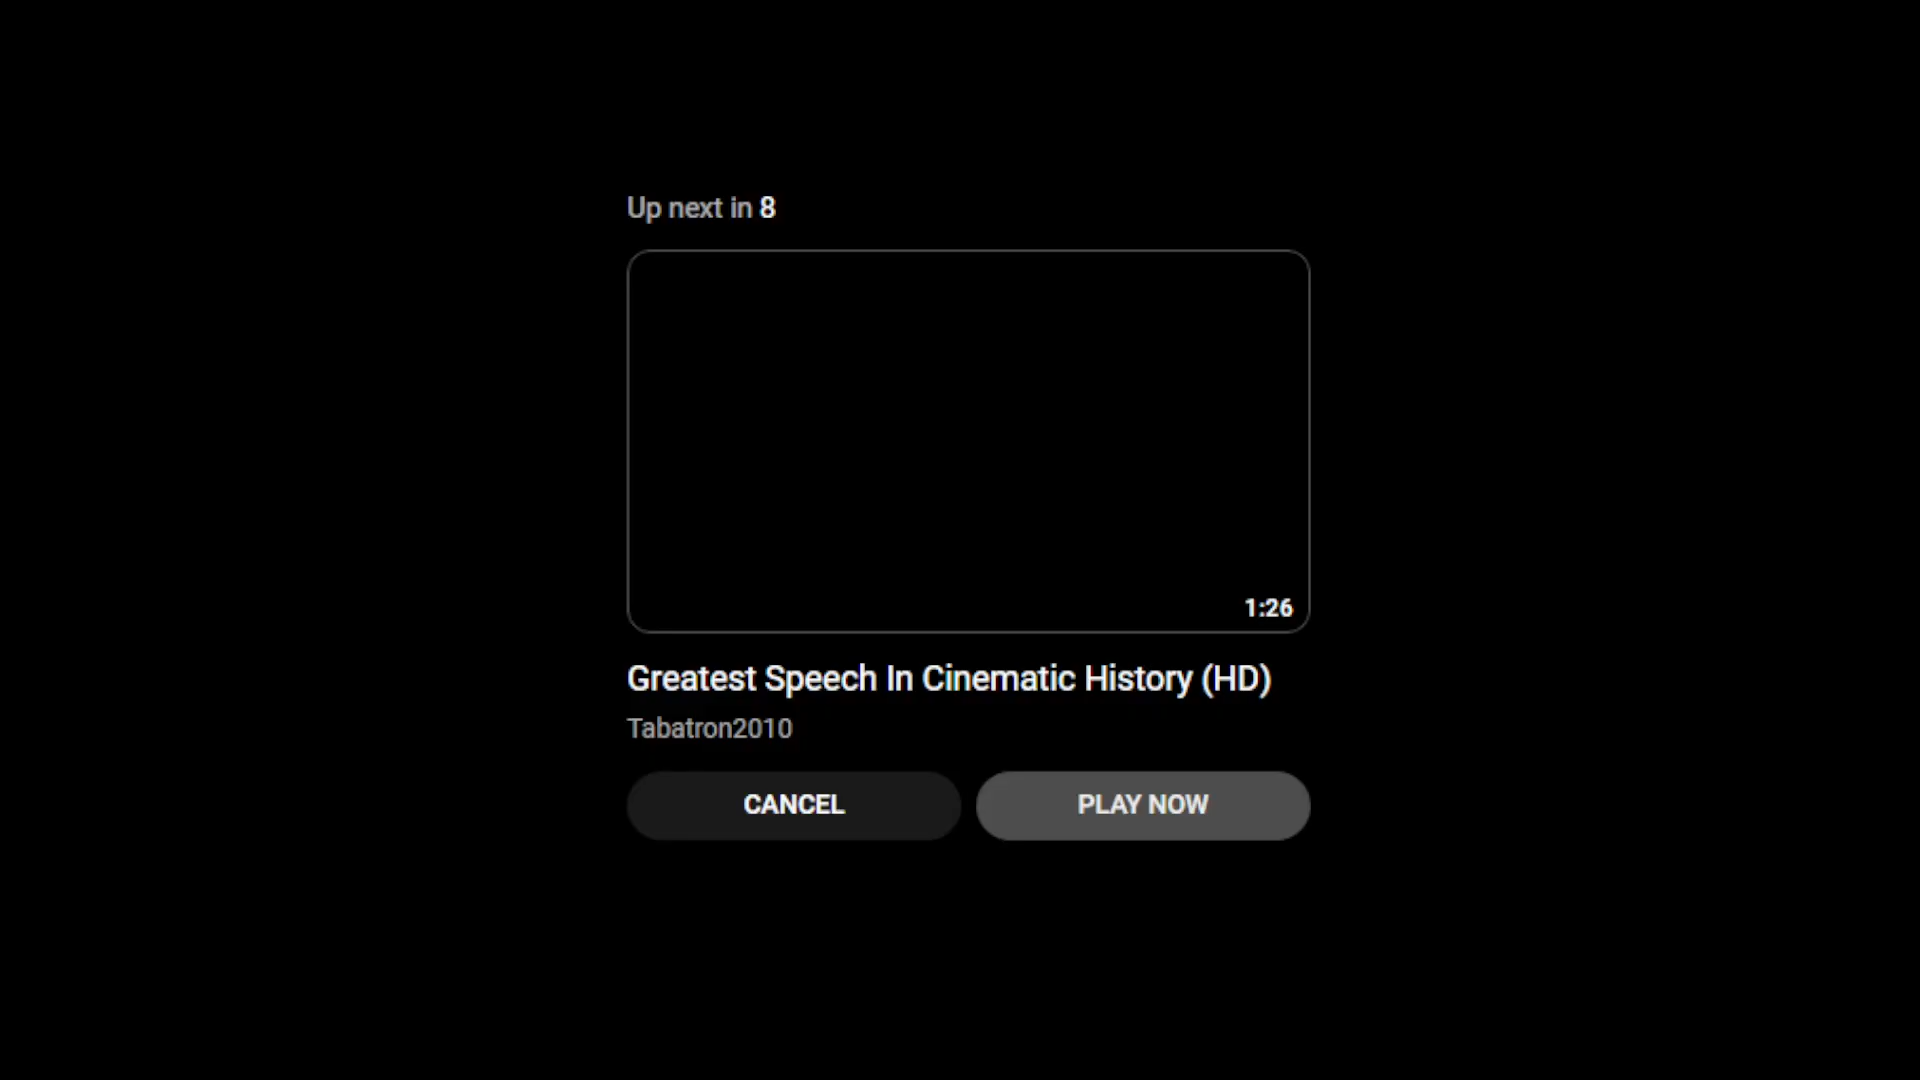 Up next in 8
1:26
Greatest Speech In Cinematic History (HD)
Tabatron2010
CANCEL
PLAY NOW